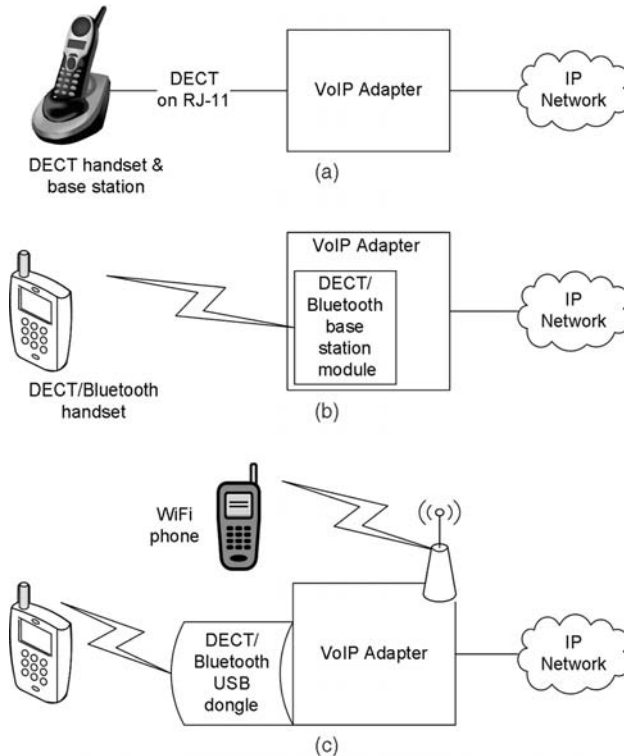 DECT
on RJ-11
VoIP Adapter
IP
Network
DECT handset &
base station
(a)
VoIP Adapter
DECT/
Bluetooth
base
station
module
IP
Network
DECT/Bluetooth
handset
(b)
WiFi
phone
DECT/
Bluetooth
USB
dongle
VoIP Adapter
IP
Network
(c)